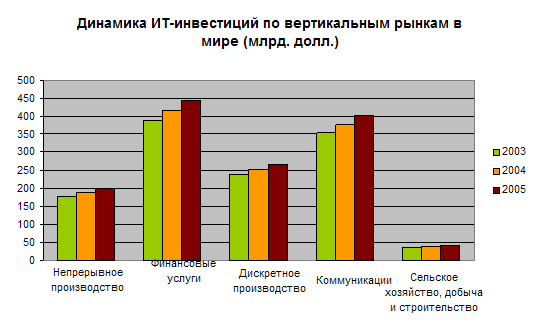 Динамика ИТ-инвестиций по вертикальным рынкам в
мире (млрд. долл.)
500
450
400
350
300
250
200
150
100
50
0
Непрерывное
производство
Финансовые
услуги
Дискретное
производство
Коммуникации
Сельское
хозяйство, добыча
и строительство
2003
2004
2005